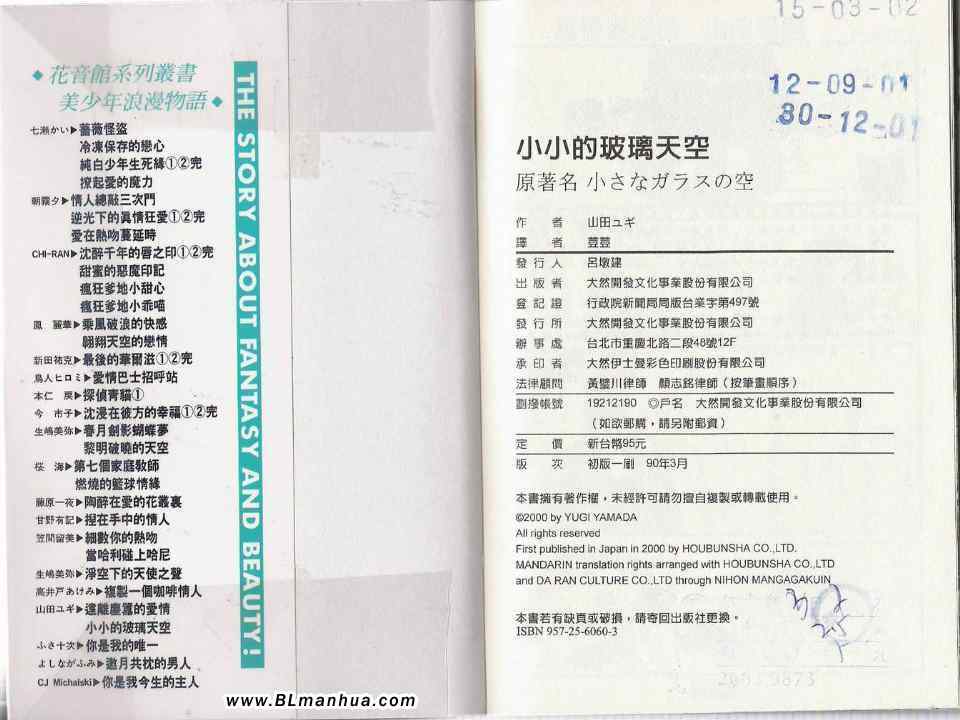 ◆花音館系列叢書
美少年浪漫物語◆
七瀬かい▶薔薇怪盜
冷凍保存的戀心
純白少年生死緣①②完
撩起愛的魔力
朝霧夕▶情人總敲三次門
逆光下的真情狂愛①②完
愛在熱吻蔓延時
CHI-RAN▶沈醉千年的唇之印①②完
甜蜜的惡魔印記
瘋狂爹地小甜心
瘋狂爹地小乖喵
鳳 麗華▶乘風破浪的快感
翱翔天空的戀情
新田祐克▶最後的華爾滋①②完
鳥人ヒロミ▶愛情巴士招呼站
本仁 戻▶探偵青貓①
今 市子▶沈浸在彼方的幸福①②完
生嶋美弥▶春月劍影蝴蝶夢
黎明破曉的天空
桜 海▶第七個家庭教師
燃燒的籃球情緣
藤原一夜▶陶醉在愛的花叢裏
甘野有記▶握在手中的情人
笠間留美▶細數你的熱吻
當哈利碰上哈尼
生嶋美弥▶淨空下的天使之聲
高井戸あけみ▶複製一個咖啡情人
山田ユギ▶遠離塵囂的愛情
小小的玻璃天空
ふさ十次▶你是我的唯一
よしながふみ▶邀月共枕的男人
CJ Michalski▶你是我今生的主人
THE STORY ABOUT FANTASY AND BEAUTY!
www.BLmanhua.com
15-03-02
12-09-01
30-12-01
小小的玻璃天空
原著名 小さなガラスの空
作者 山田ユギ
譯者 荳荳
發行人 呂墩建
出版者 大然開發文化事業股份有限公司
登記證 行政院新聞局局版台業字第497號
發行所 大然開發文化事業股份有限公司
辦事處 台北市重慶北路二段48號12F
承印者 大然伊士曼彩色印刷股份有限公司
法律顧問 黃璧川律師 顏志銘律師（按筆畫順序）
劃撥帳號 19212190 ◎戶名 大然開發文化事業股份有限公司
（如欲郵購，請另附郵資）
定價 新台幣95元
版次 初版一刷 90年3月
本書擁有著作權，未經許可請勿擅自複製或轉載使用。
©2000 by YUGI YAMADA
All rights reserved
First published in Japan in 2000 by HOUBUNSHA CO.,LTD.
MANDARIN translation rights arranged with HOUBUNSHA CO.,LTD
and DA RAN CULTURE CO.,LTD through NIHON MANGAGAKUIN
本書若有缺頁或破損，請寄回出版社更換。
ISBN 957-25-6060-3